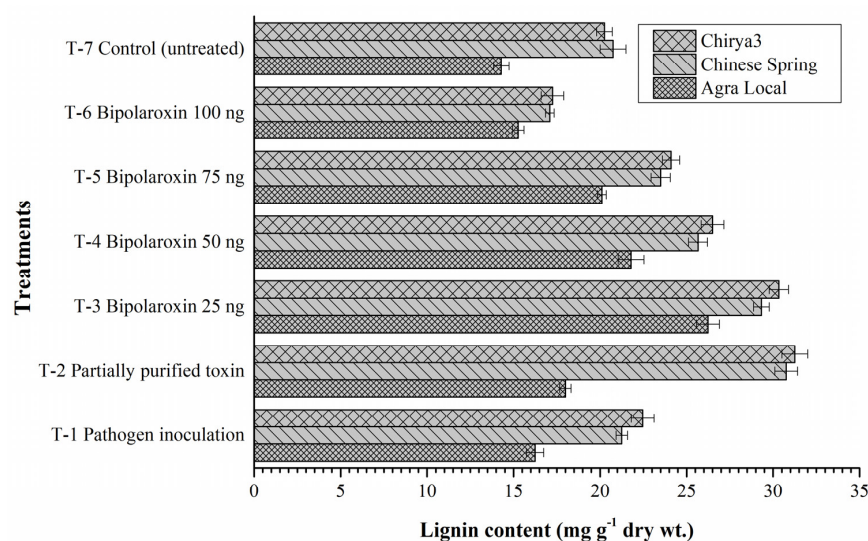 Treatments
T-7 Control (untreated)
T-6 Bipolaroxin 100 ng
T-5 Bipolaroxin 75 ng
T-4 Bipolaroxin 50 ng
T-3 Bipolaroxin 25 ng
T-2 Partially purified toxin
T-1 Pathogen inoculation
Chirya3
Chinese Spring
Agra Local
0 5 10 15 20 25 30 35
Lignin content (mg g⁻¹ dry wt.)